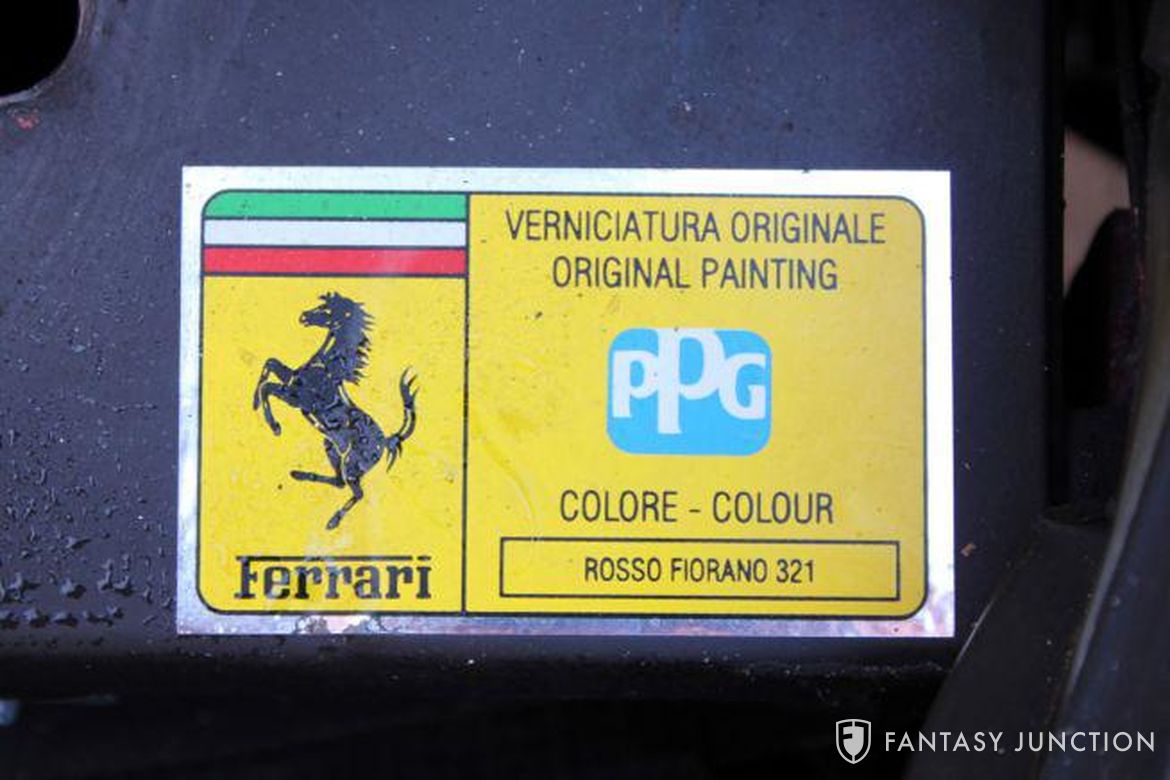 VERNICIATURA ORIGINALE
ORIGINAL PAINTING
PPG
COLORE - COLOUR
ROSSO FIORANO 321
Ferrari
FANTASY JUNCTION